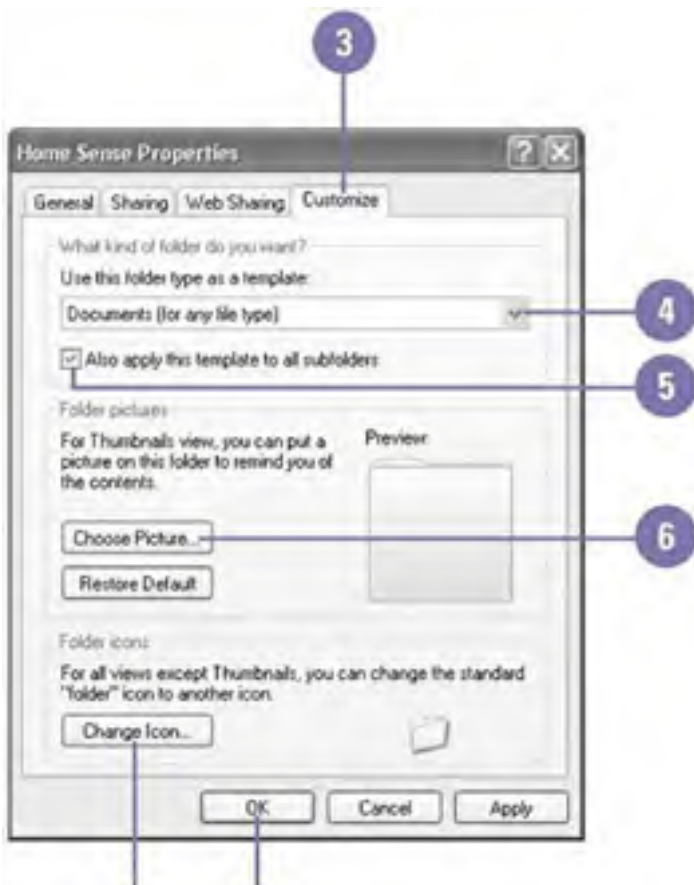 3
Home Sense Properties
General Sharing Web Sharing Customize
What kind of folder do you want?
Use this folder type as a template:
Documents (for any file type)
4
Also apply this template to all subfolders
5
Folder pictures
For Thumbnails view, you can put a
picture on this folder to remind you of
the contents.
Preview:
Choose Picture...
6
Restore Default
Folder icons
For all views except Thumbnails, you can change the standard
"folder" icon to another icon.
Change Icon...
OK Cancel Apply